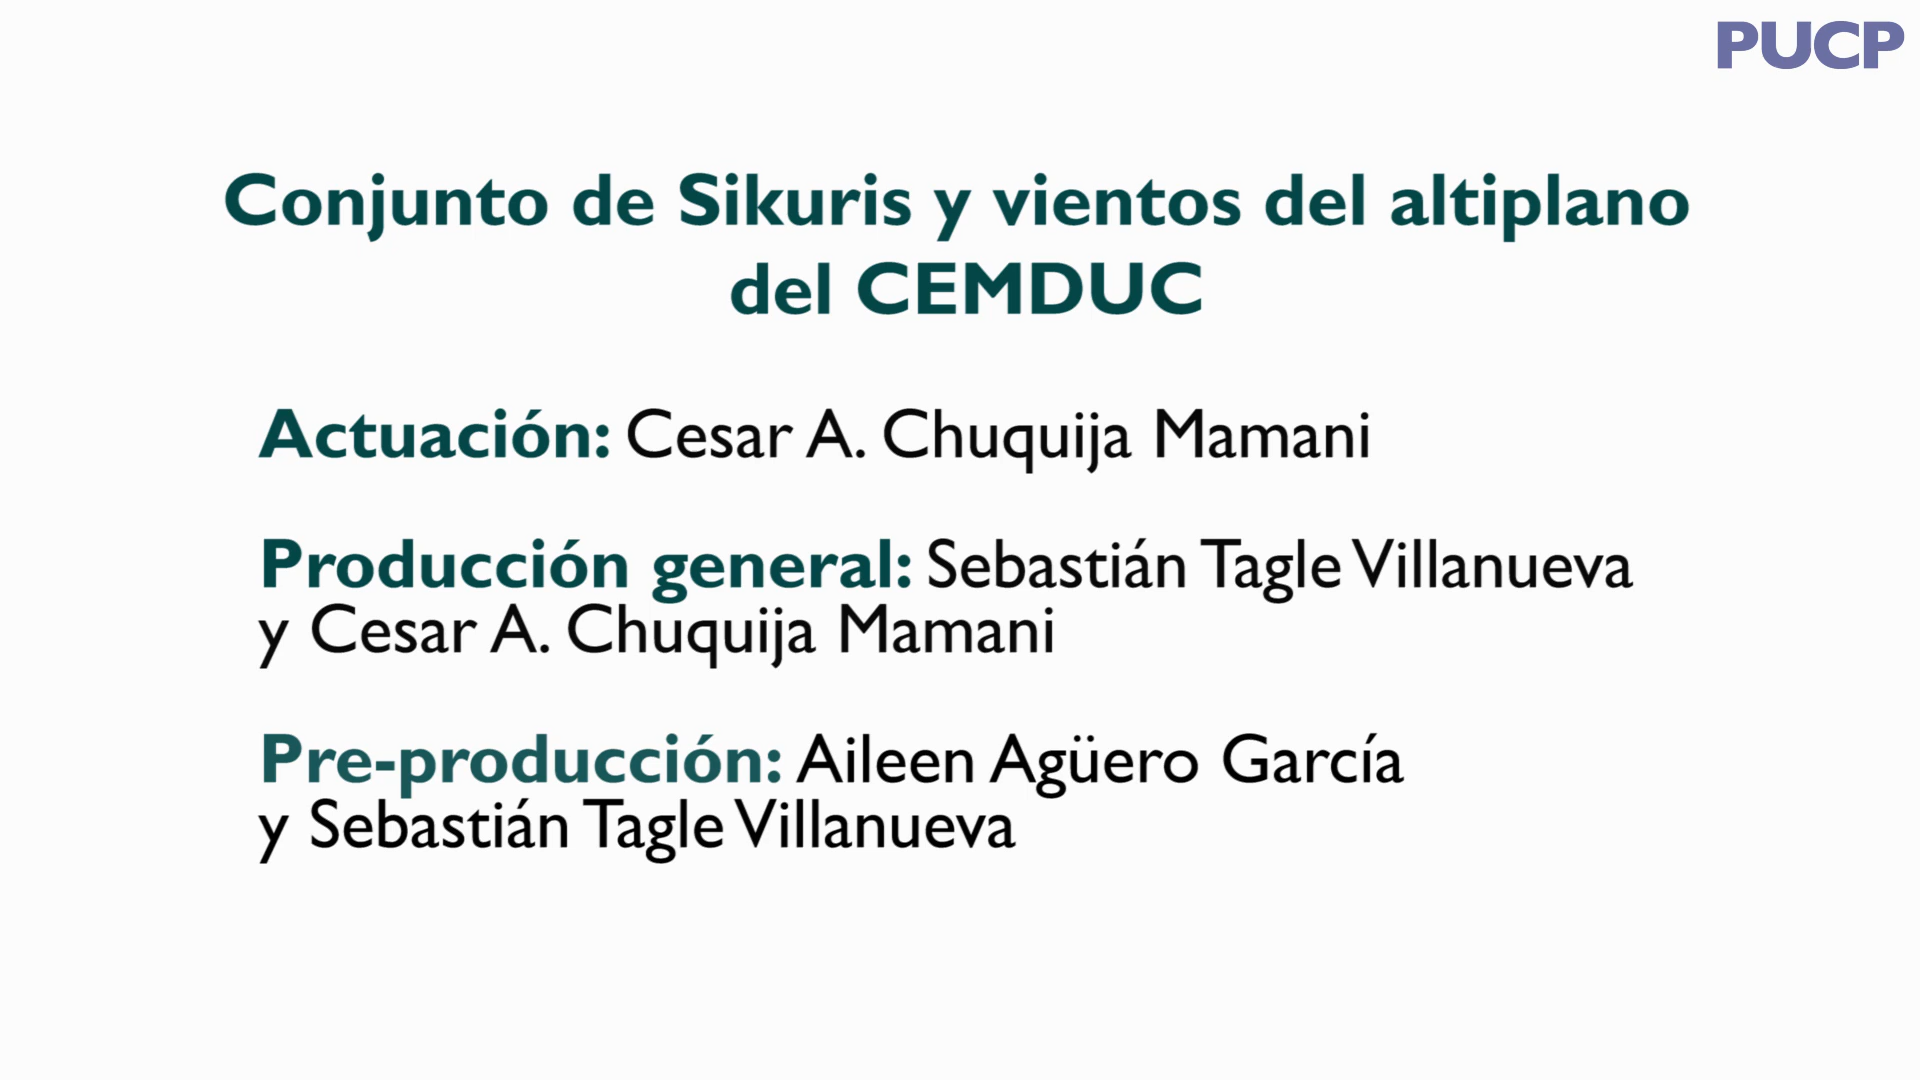 PUCP
Conjunto de Sikuris y vientos del altiplano
del CEMDUC
Actuación: Cesar A. Chuquija Mamani
Producción general: Sebastián Tagle Villanueva
y Cesar A. Chuquija Mamani
Pre-producción: Aileen Agüero García
y Sebastián Tagle Villanueva